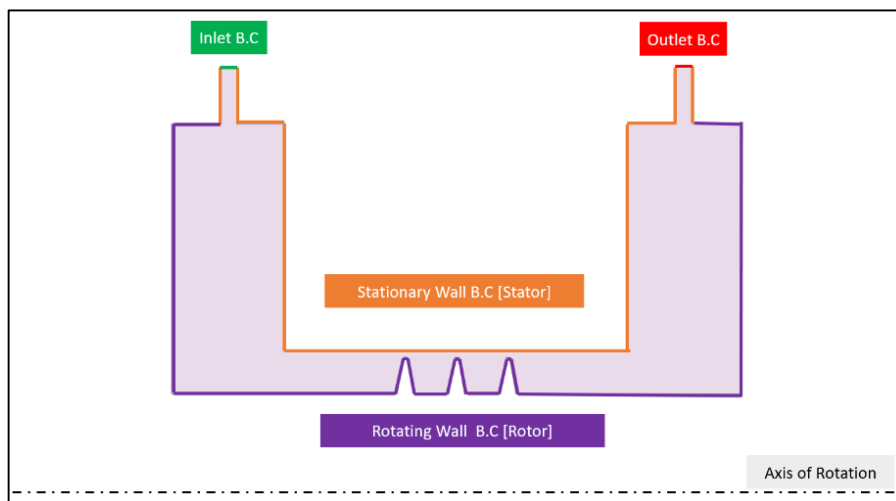 Inlet B.C
Outlet B.C
Stationary Wall B.C [Stator]
Rotating Wall  B.C [Rotor]
Axis of Rotation